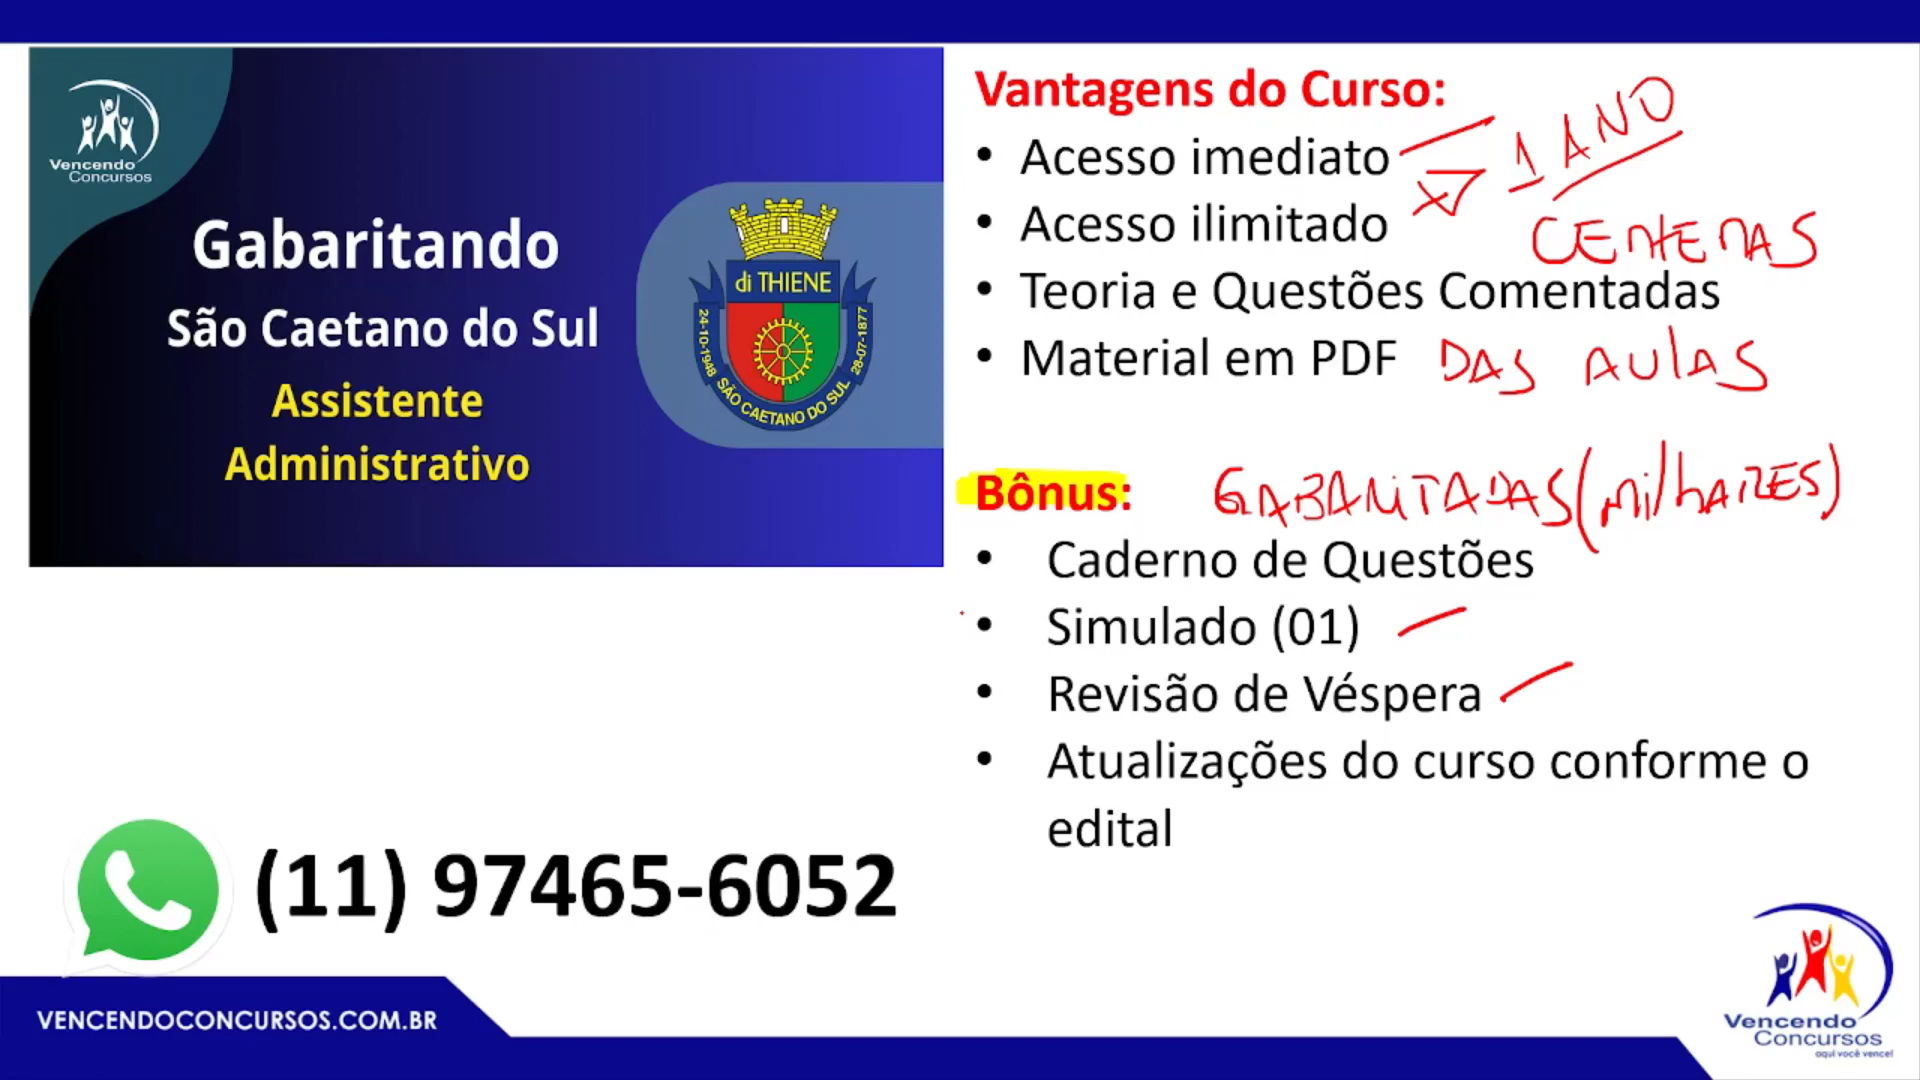 Vencendo
Concursos
Gabaritando
São Caetano do Sul
Assistente
Administrativo
di THIENE
24-10-1948
SÃO CAETANO DO SUL
28-07-1877
Vantagens do Curso:
• Acesso imediato
1 ANO
• Acesso ilimitado
CENTENAS
• Teoria e Questões Comentadas
• Material em PDF DAS AULAS
Bônus: GABARITADAS (milhARES)
• Caderno de Questões
• Simulado (01)
• Revisão de Véspera
• Atualizações do curso conforme o
edital
(11) 97465-6052
VENCENDOCONCURSOS.COM.BR
Vencendo
Concursos
aqui você vence!